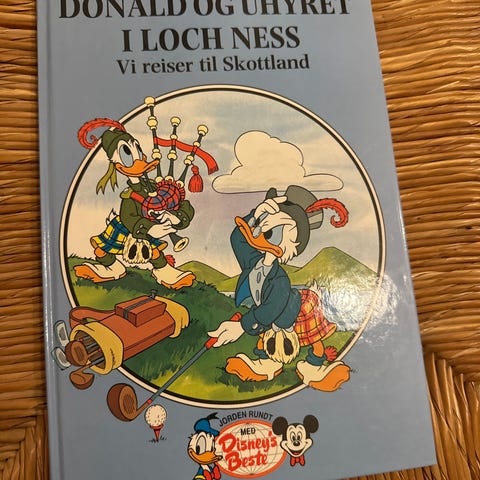 DONALD OG UHYRET
I LOCH NESS
Vi reiser til Skottland
JORDEN RUNDT
MED
Disney's
Beste